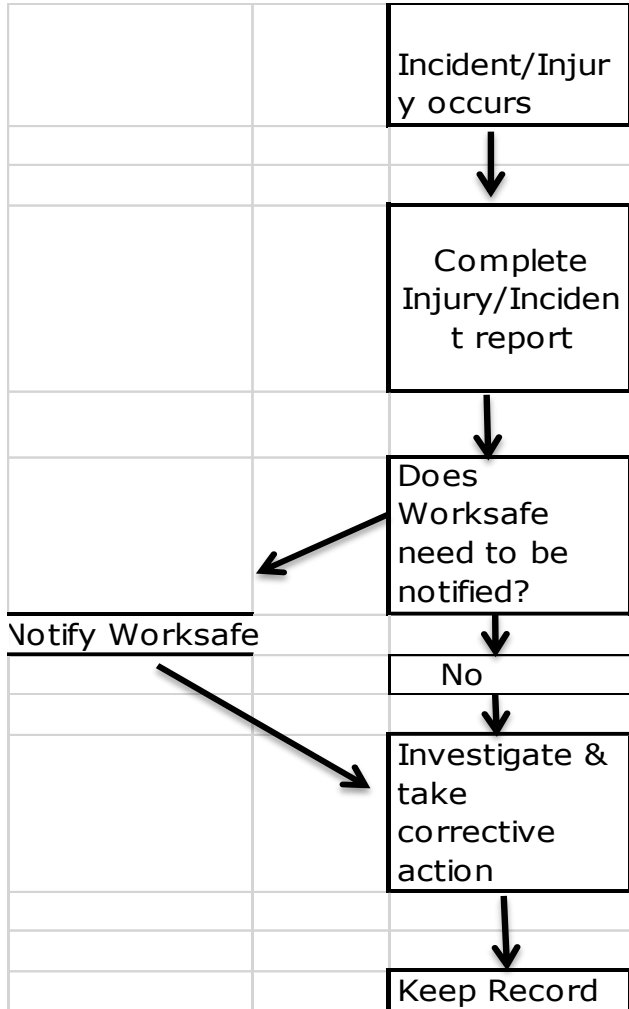 Incident/Injur
y occurs
Complete
Injury/Inciden
t report
Does
Worksafe
need to be
notified?
Notify Worksafe
No
Investigate &
take
corrective
action
Keep Record